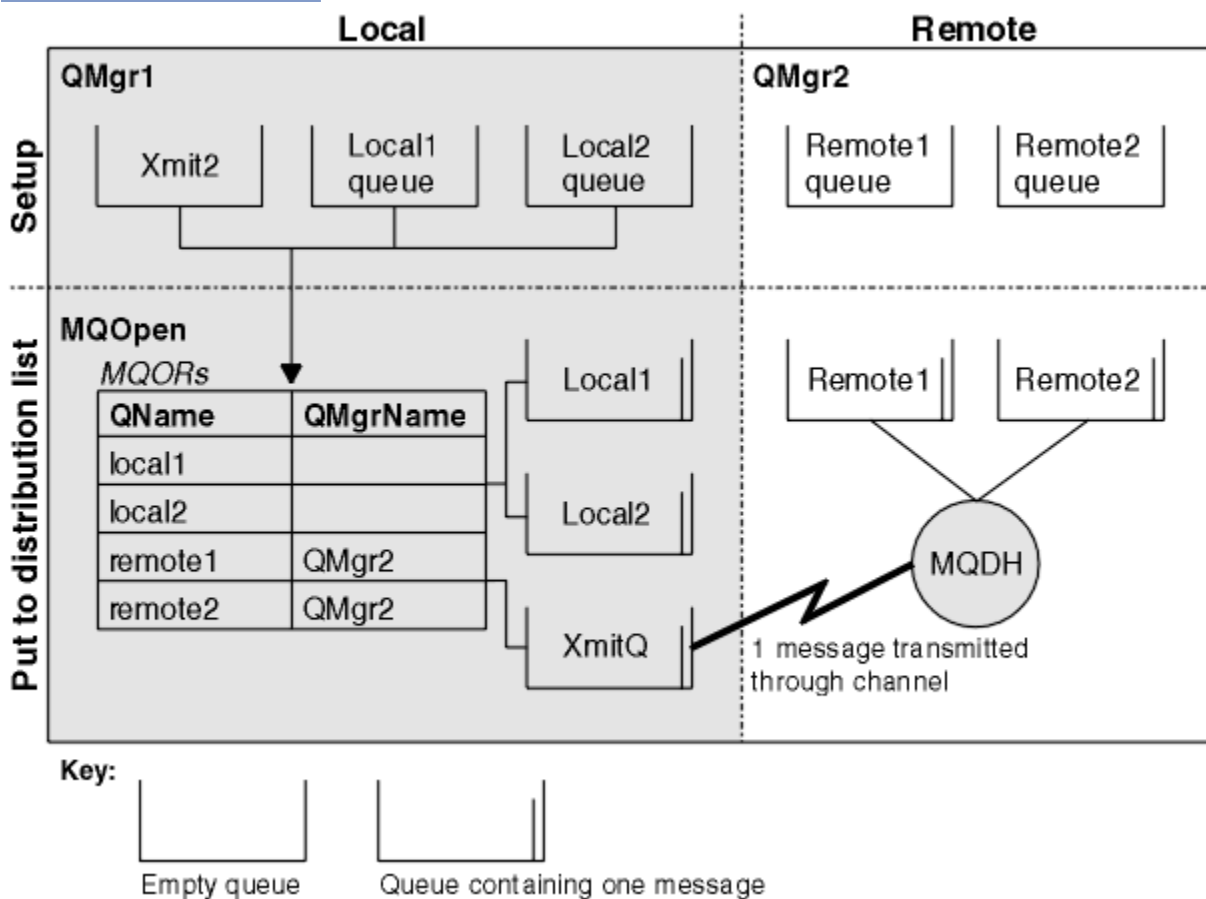 Local
Remote
Setup
QMgr1
QMgr2
Xmit2
Local1
queue
Local2
queue
Remote1
queue
Remote2
queue
Put to distribution list
MQOpen
MQORs
QName QMgrName
local1
local2
remote1 QMgr2
remote2 QMgr2
Local1
Local2
XmitQ
Remote1
Remote2
MQDH
1 message transmitted
through channel
Key:
Empty queue
Queue containing one message